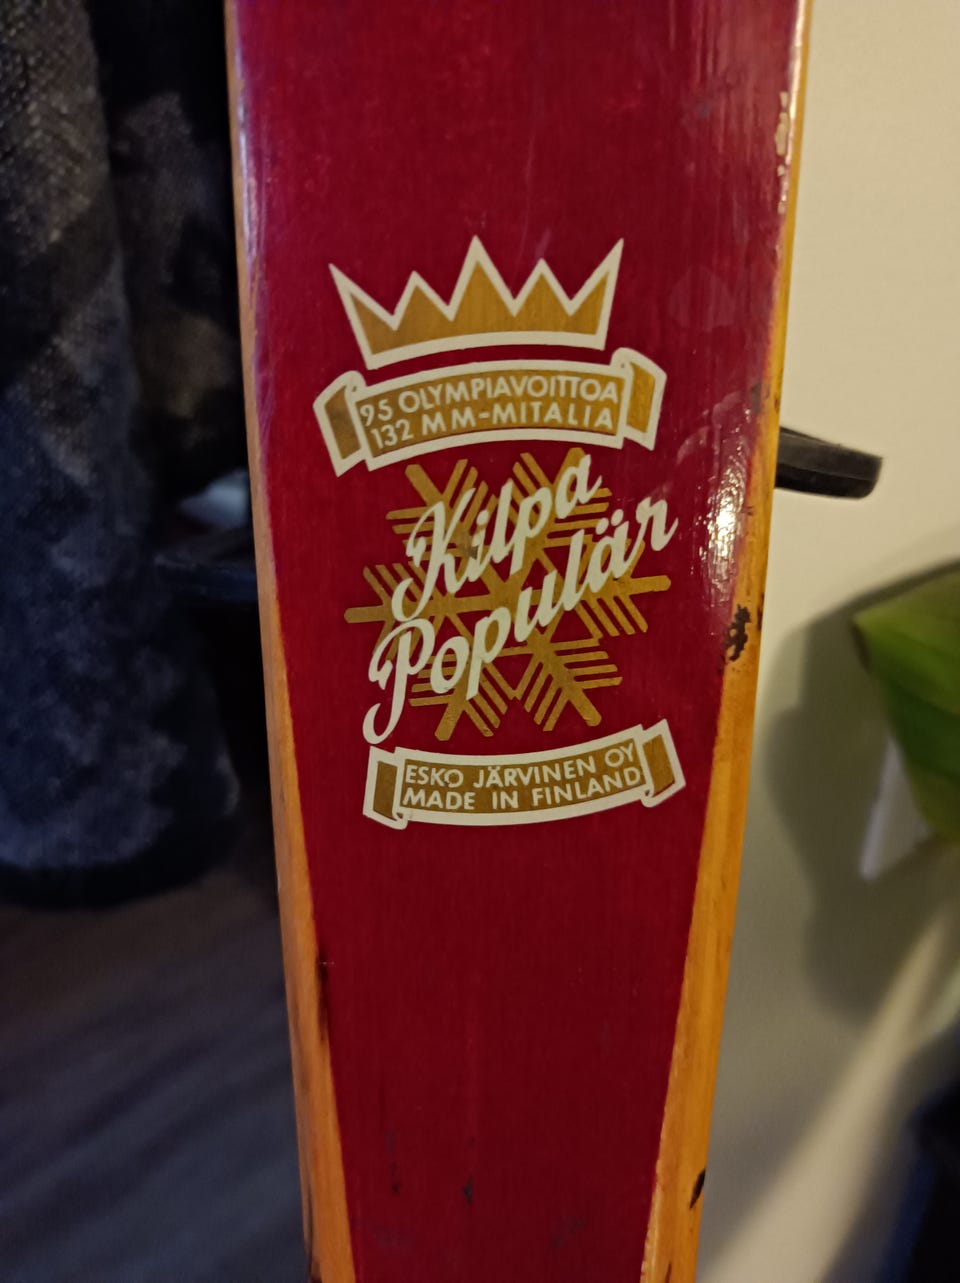 95 OLYMPIAVOITTOA
132 MM-MITALIA
Kilpa
Populär
ESKO JÄRVINEN OY
MADE IN FINLAND